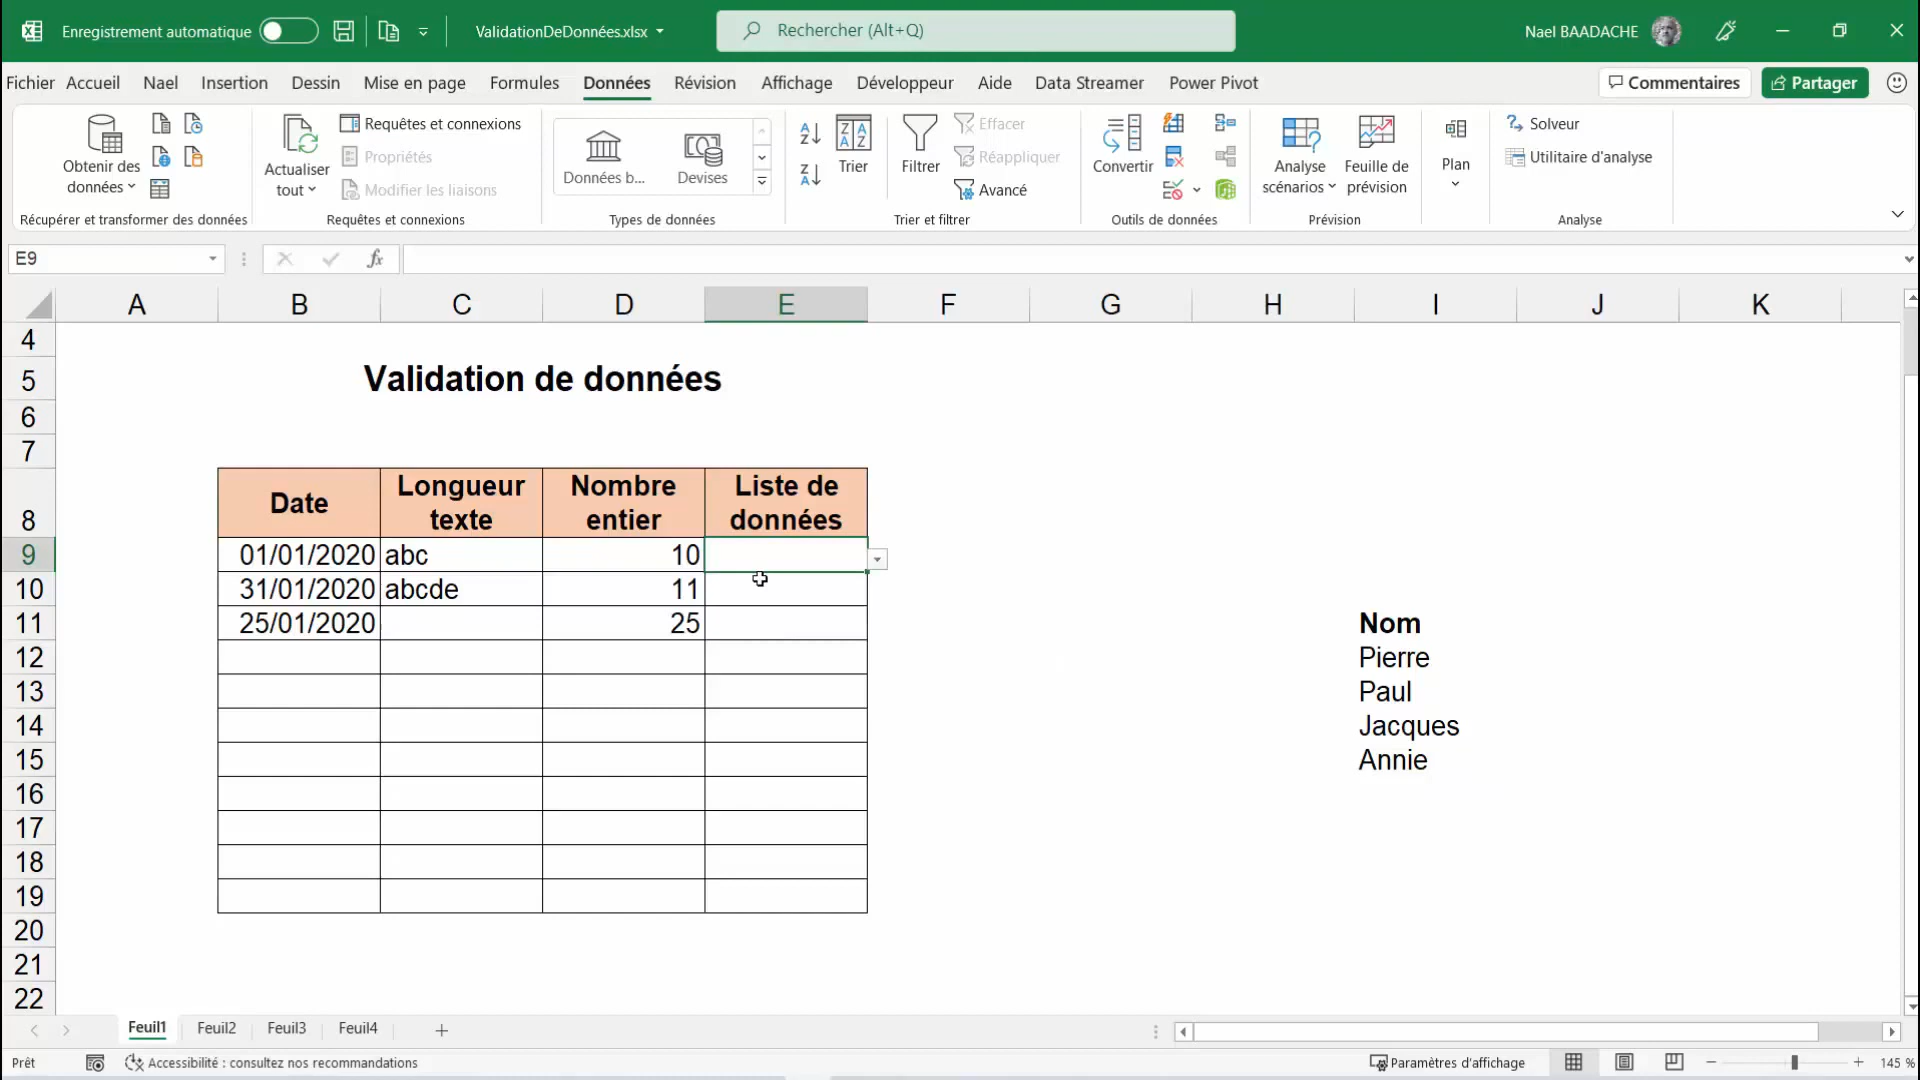 Enregistrement automatique ValidationDeDonnées.xlsx Rechercher (Alt+Q) Nael BAADACHE
Fichier Accueil Nael Insertion Dessin Mise en page Formules Données Révision Affichage Développeur Aide Data Streamer Power Pivot Commentaires Partager
Obtenir des données
Récupérer et transformer des données
Actualiser tout
Requêtes et connexions
Propriétés
Modifier les liaisons
Requêtes et connexions
Données b...
Devises
Types de données
Trier
Filtrer
Effacer
Réappliquer
Avancé
Trier et filtrer
Convertir
Outils de données
Analyse scénarios
Feuille de prévision
Prévision
Plan
Solveur
Utilitaire d'analyse
Analyse
E9 fx
A B C D E F G H I J K
4
5 Validation de données
6
7
8 Date Longueur texte Nombre entier Liste de données
9 01/01/2020 abc 10
10 31/01/2020 abcde 11
11 25/01/2020 25 Nom
12 Pierre
13 Paul
14 Jacques
15 Annie
16
17
18
19
20
21
22
Feuil1 Feuil2 Feuil3 Feuil4
Prêt Accessibilité : consultez nos recommandations Paramètres d'affichage 145 %